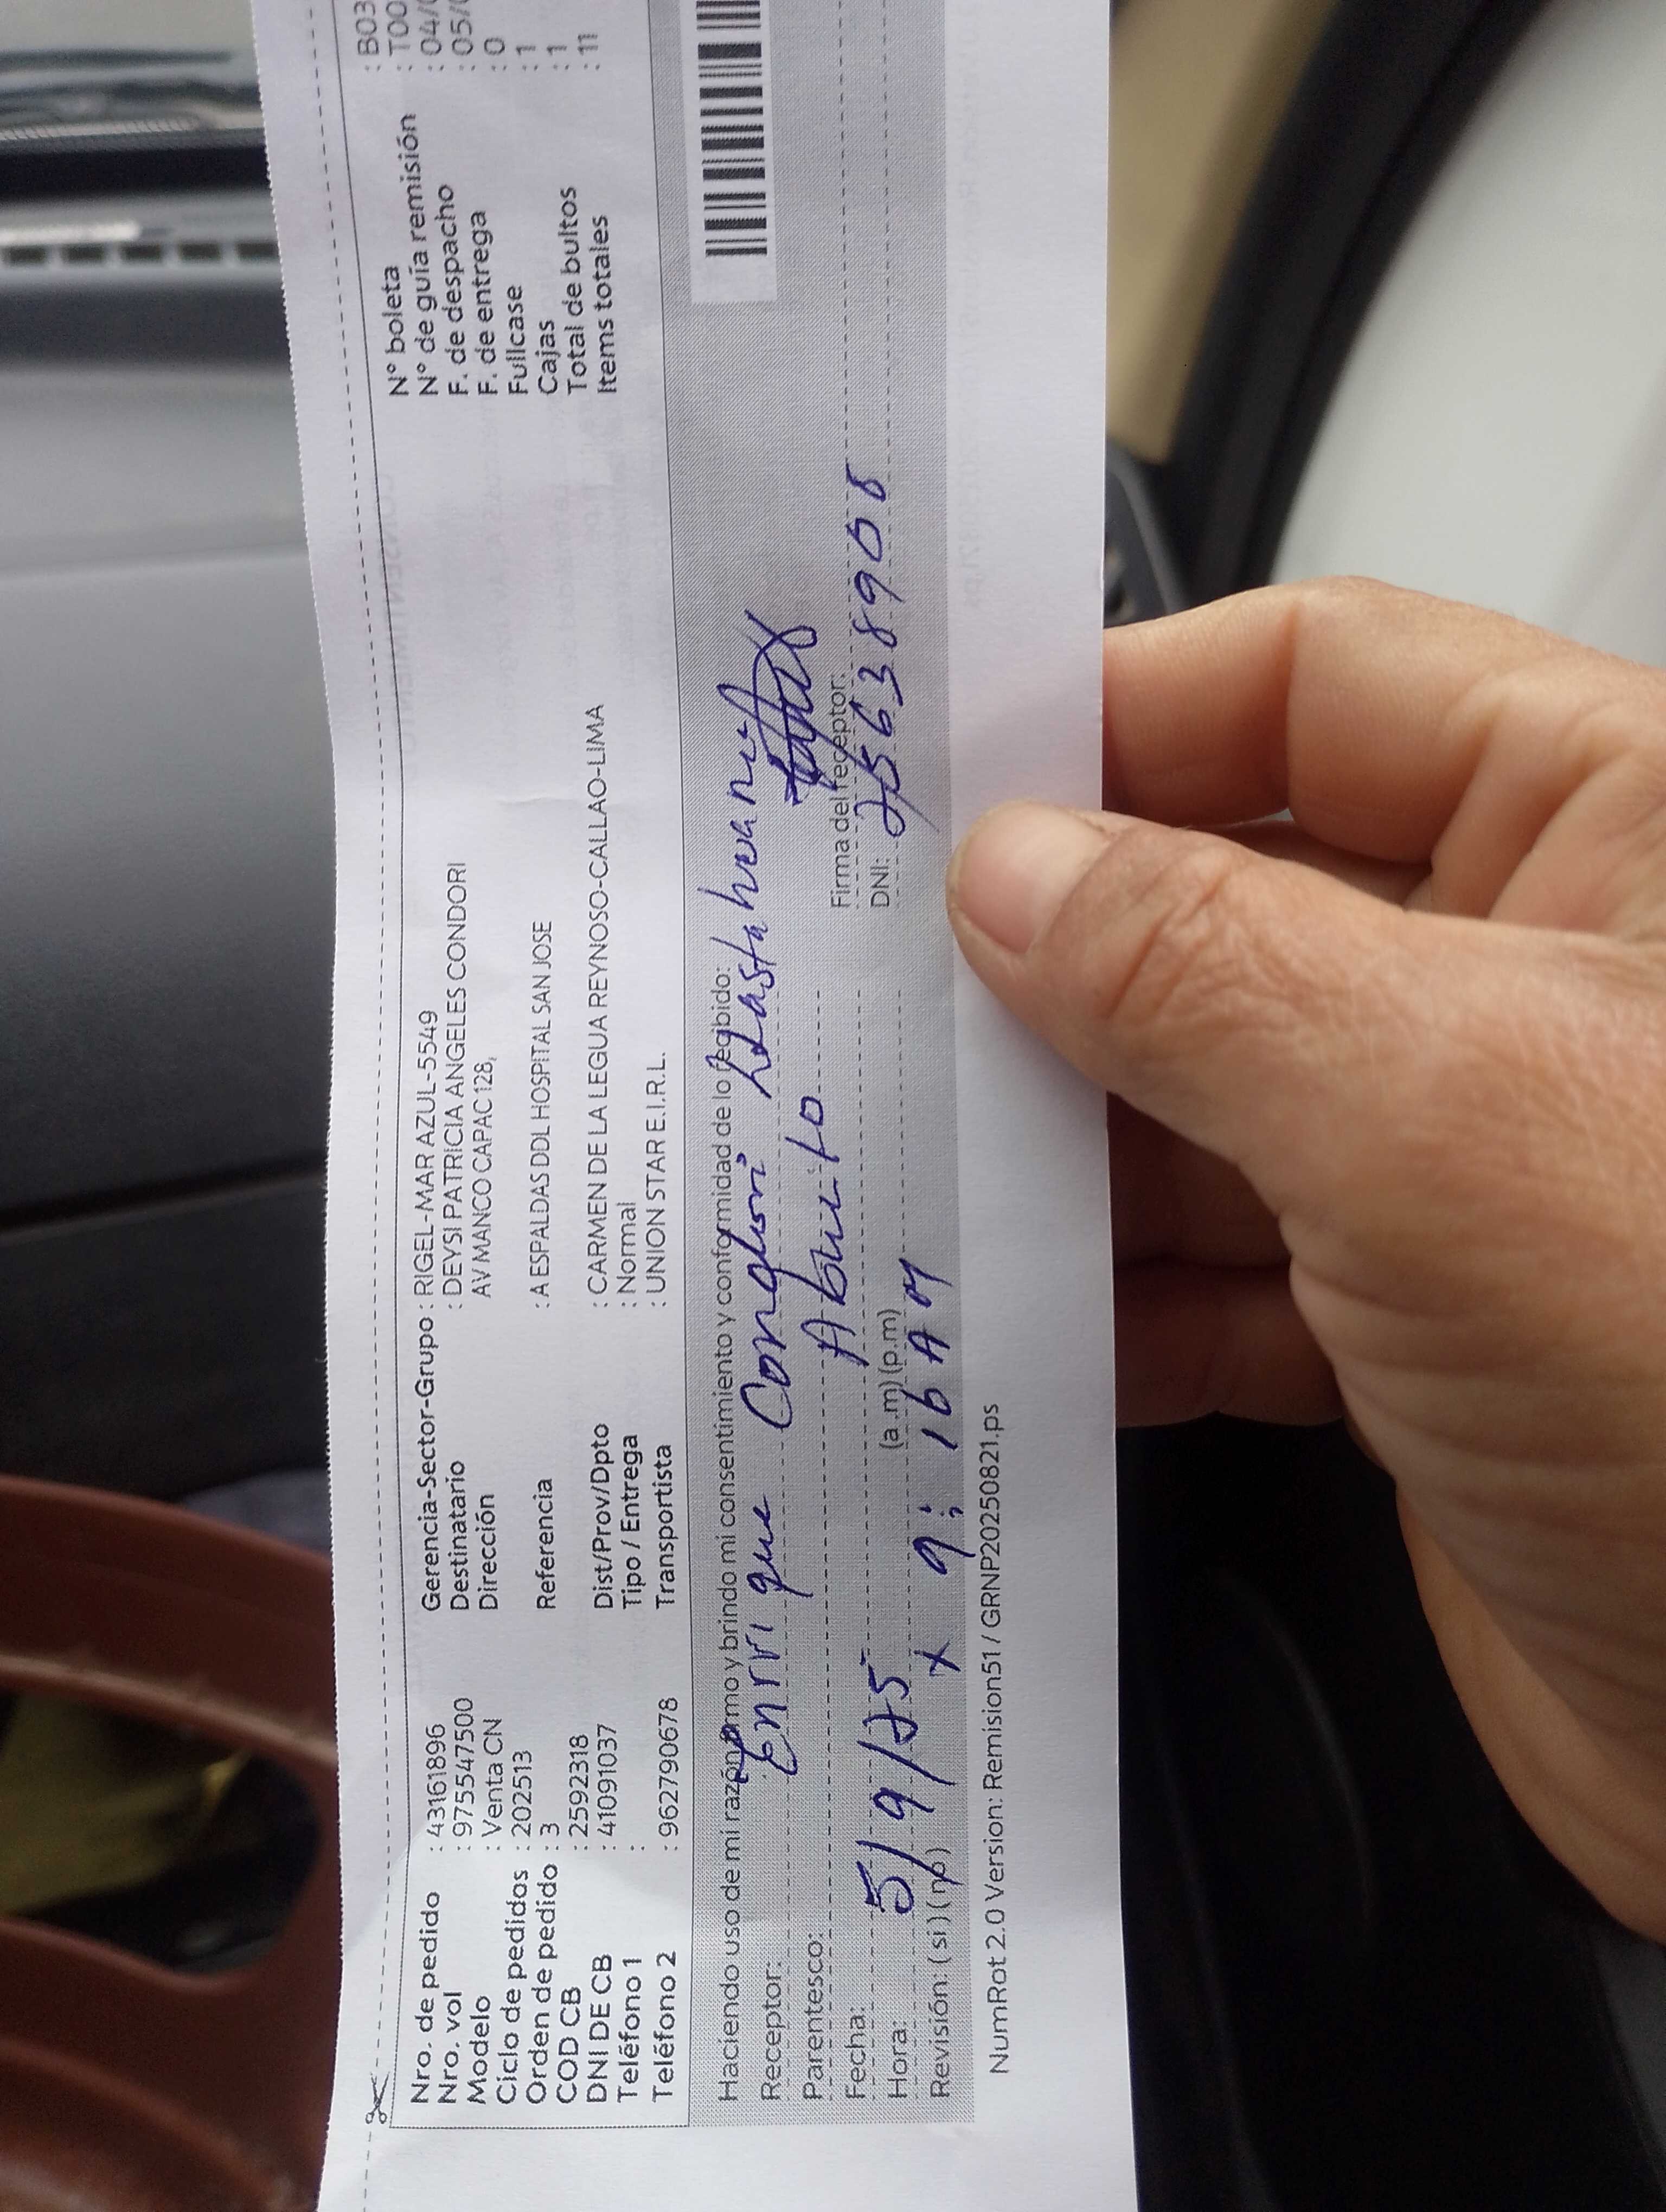 Nro. de pedido : 43161896
Nro. vol : 97554747500
Modelo : Venta CN
Ciclo de pedidos : 202513
Orden de pedido : 3
COD CB : 2592318
DNI DE CB : 41091037
Teléfono 1 :
Teléfono 2 : 962790678
Gerencia-Sector-Grupo : RIGEL-MAR AZUL-5549
Destinatario : DEYSI PATRICIA ANGELES CONDORI
Dirección AV MANCO CAPAC 128,
Referencia : A ESPALDAS DDL HOSPITAL SAN JOSE
Dist/Prov/Dpto : CARMEN DE LA LEGUA REYNOSO-CALLAO-LIMA
Tipo / Entrega : Normal
Transportista : UNION STAR E.I.R.L.
N° boleta : B03
N° de guía remisión : T00
F. de despacho : 04/
F. de entrega : 05/
Fullcase : 0
Cajas : 1
Total de bultos : 1
Items totales : 11
Haciendo uso de mi razón tomo y brindo mi consentimiento y conformidad de lo recibido:
Receptor: Enrrique
Parentesco: Abuelo
Fecha: 5/9/25
Firma del receptor:
Hora: (a.m) (p.m)
DNI: 25638908
Revisión: (si) (no) x 9:16 AM
NumRot 2.0 Version: Remision51 / GRNP20250821.ps